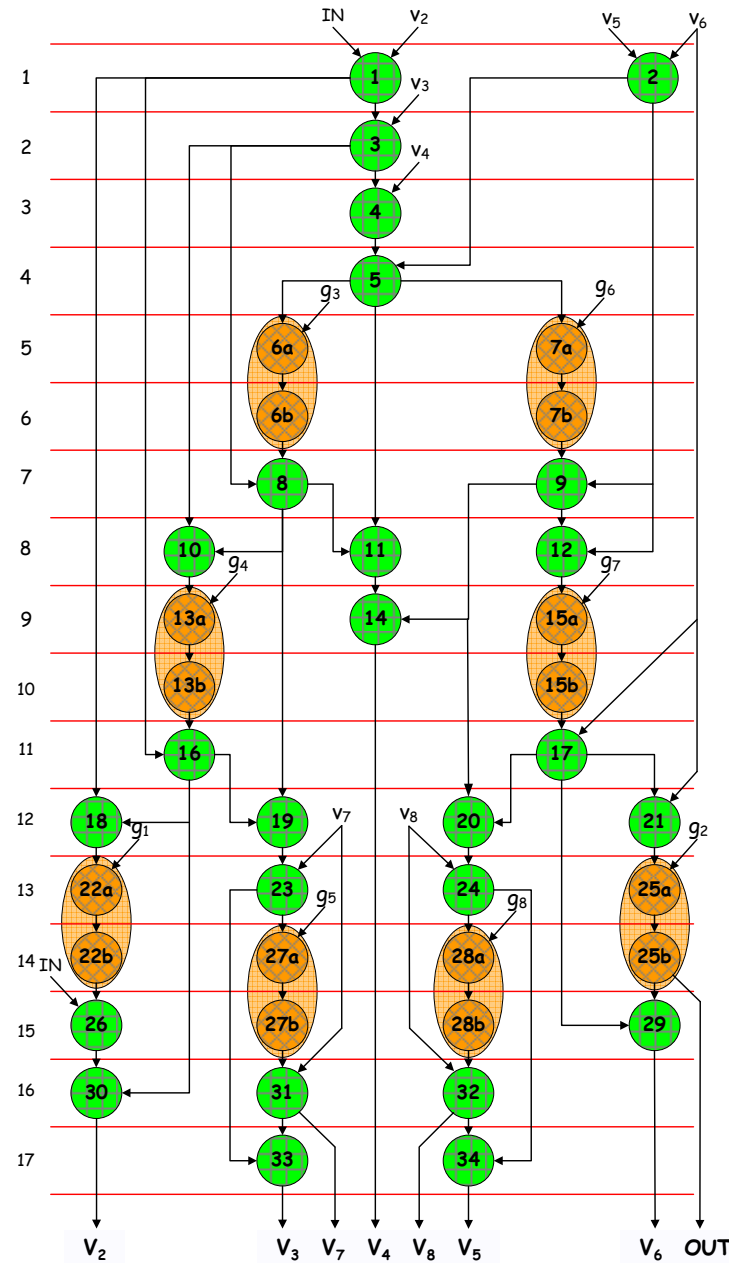 IN v2 v5 v6
1 1 2
v3
2 3
v4
3 4
4 5
g3 g6
5 6a 7a
6 6b 7b
7 8 9
8 10 11 12
g4 g7
9 13a 14 15a
10 13b 15b
11 16 17
12 18 19 v7 v8 20 21
g1 g2
13 22a 23 24 25a
g5 g8
14 22b 27a 28a 25b
IN
15 26 27b 28b 29
16 30 31 32
17 33 34
V2 V3 V7 V4 V8 V5 V6 OUT